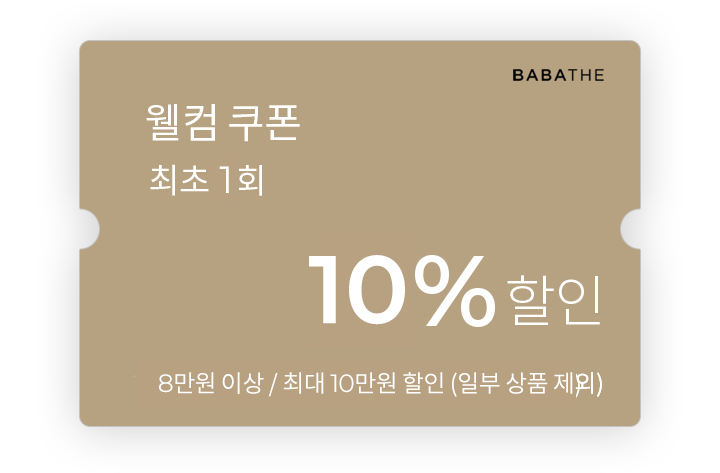 BABATHE
웰컴 쿠폰
최초 1회
10% 할인
8만원 이상 / 최대 10만원 할인 (일부 상품 제외)